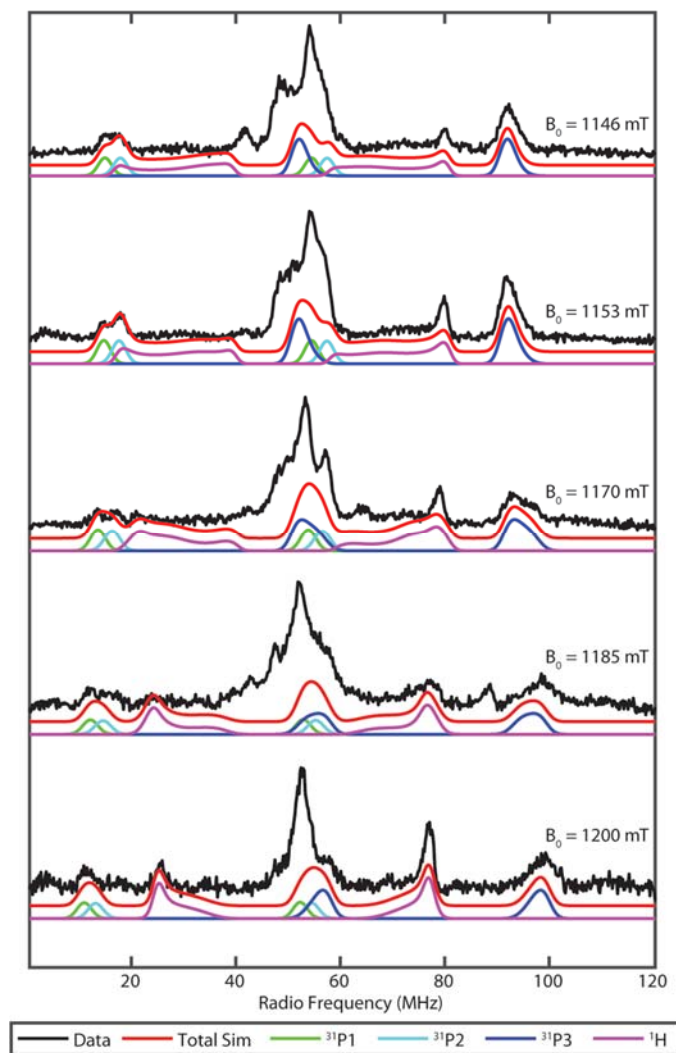 B₀ = 1146 mT
B₀ = 1153 mT
B₀ = 1170 mT
B₀ = 1185 mT
B₀ = 1200 mT
20 40 60 80 100 120
Radio Frequency (MHz)
Data Total Sim ³¹P1 ³¹P2 ³¹P3 ¹H